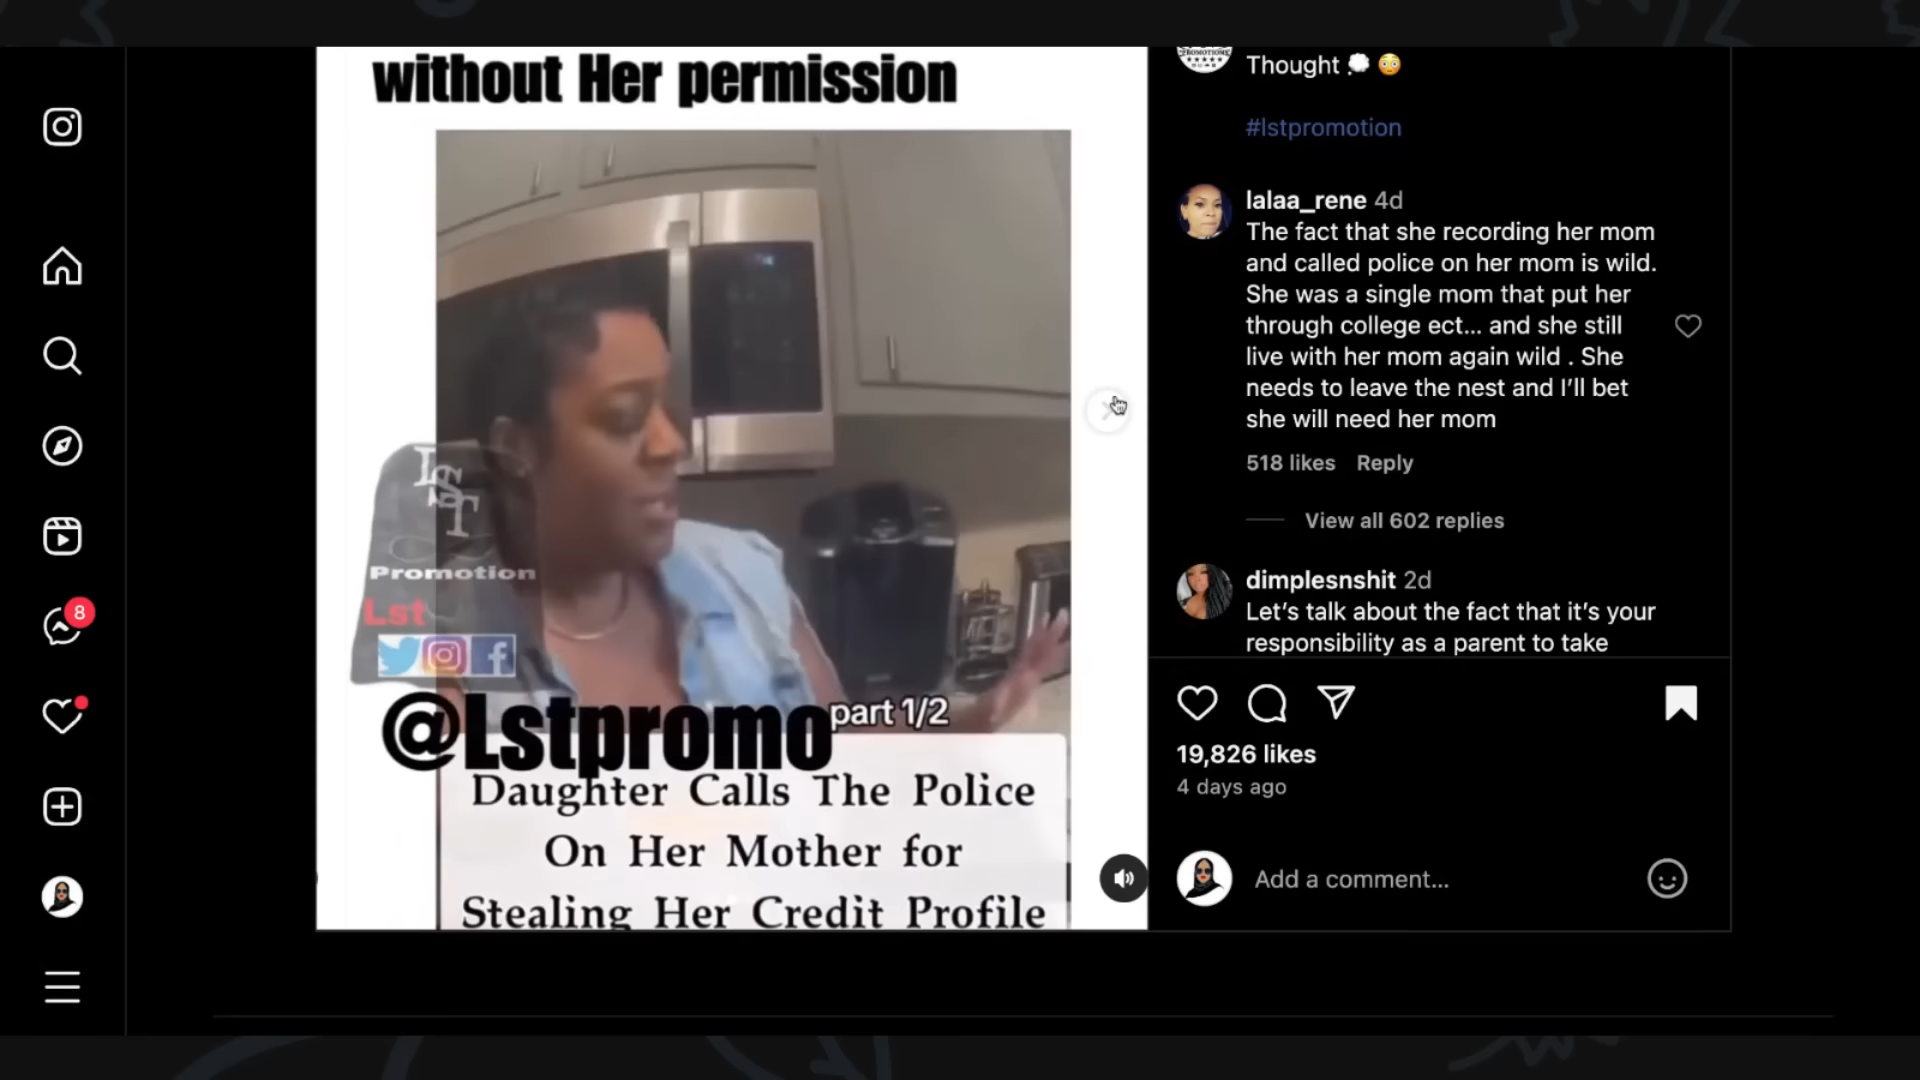 without Her permission
LST
Promotion
Lst
@Lstpromo
part 1/2
Daughter Calls The Police
On Her Mother for
Stealing Her Credit Profile
PROMOTIONS
Thought
#lstpromotion
lalaa_rene 4d
The fact that she recording her mom
and called police on her mom is wild.
She was a single mom that put her
through college ect... and she still
live with her mom again wild . She
needs to leave the nest and I'll bet
she will need her mom
518 likes Reply
View all 602 replies
dimplesnshit 2d
Let's talk about the fact that it's your
responsibility as a parent to take
19,826 likes
4 days ago
Add a comment...
8